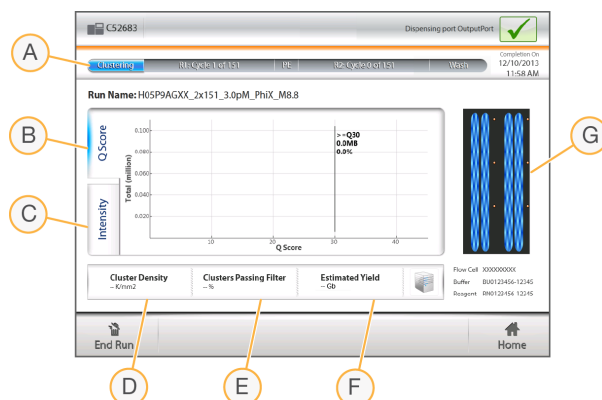 C52683
Dispensing port OutputPort
A
Clustering
R1: Cycle 1 of 151
PE
R2: Cycle 0 of 151
Wash
Completion On
12/10/2013
11:58 AM
Run Name: H05P9AGXX_2x151_3.0pM_PhiX_M8.8
B
Q Score
C
Intensity
Total (million)
0.100
0.080
0.060
0.040
0.020
> =Q30
0.0MB
0.0%
10
20
30
40
Q Score
G
Cluster Density
-- K/mm2
Clusters Passing Filter
-- %
Estimated Yield
-- Gb
Flow Cell XXXXXXXXX
Buffer BU0123456-12345
Reagent RN0123456 12345
End Run
Home
D
E
F